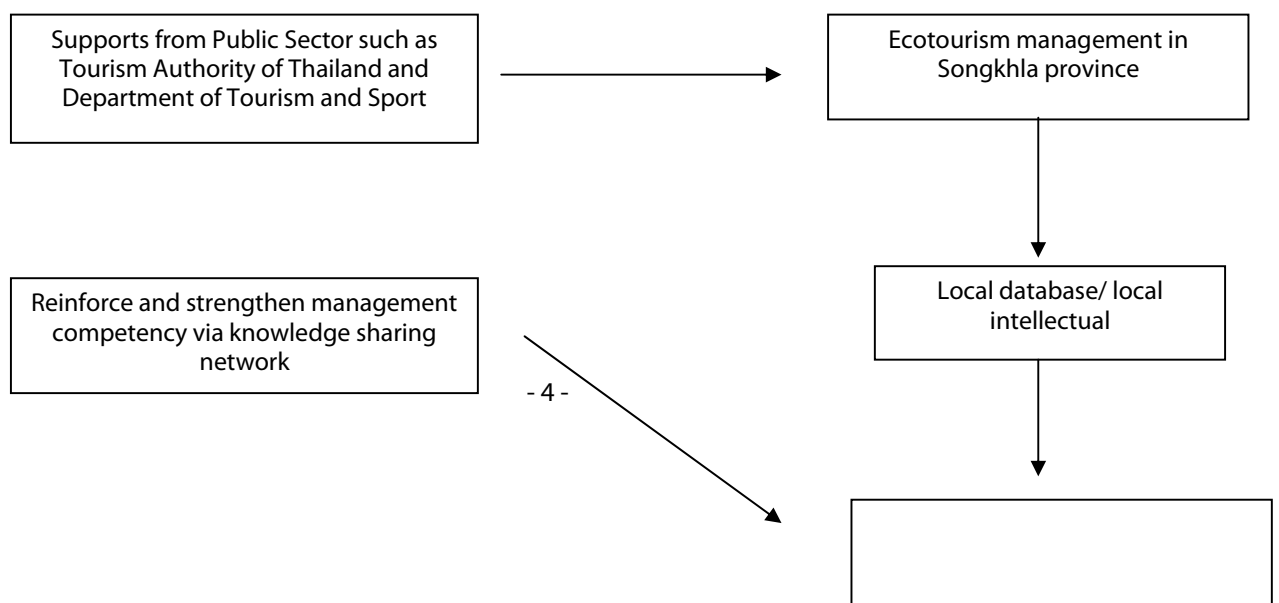 Supports from Public Sector such as
Tourism Authority of Thailand and
Department of Tourism and Sport
Ecotourism management in
Songkhla province
Reinforce and strengthen management
competency via knowledge sharing
network
Local database/ local
intellectual
- 4 -